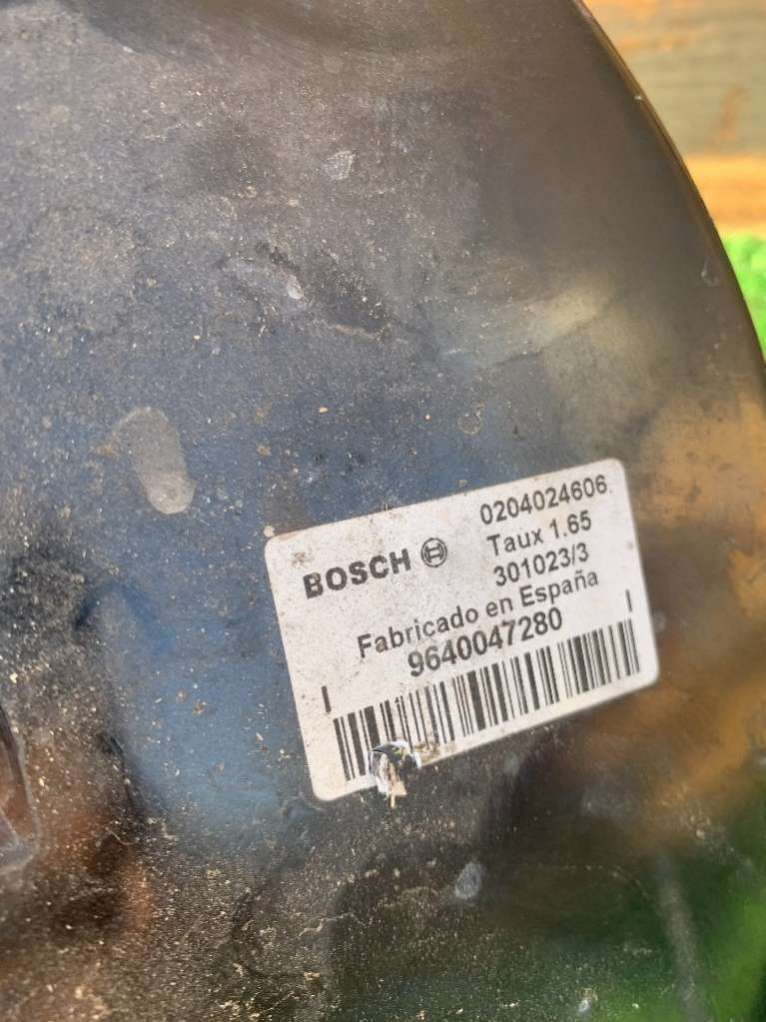 BOSCH
0204024606
Taux 1.65
301023/3
Fabricado en España
9640047280